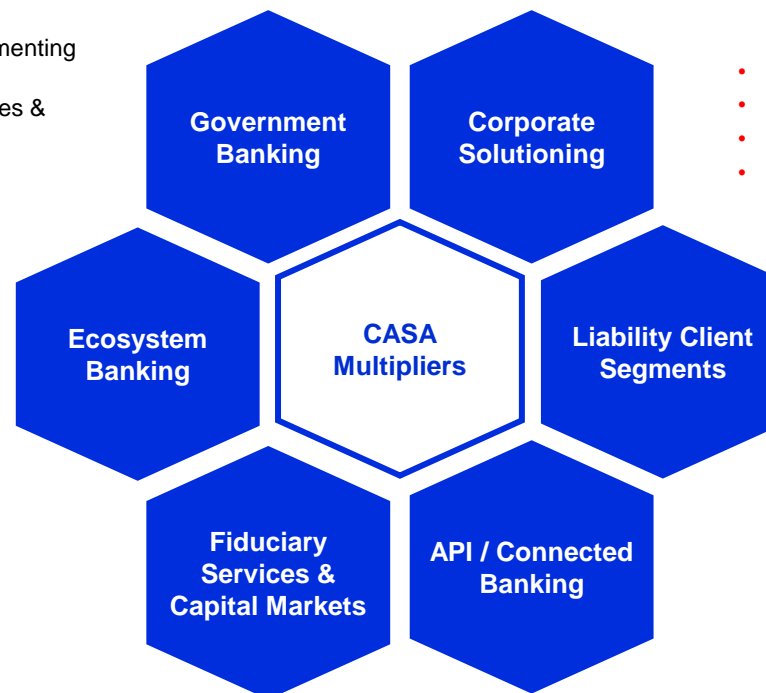 menting
es &
Government
Banking
Corporate
Solutioning
Ecosystem
Banking
CASA
Multipliers
Liability Client
Segments
Fiduciary
Services &
Capital Markets
API / Connected
Banking